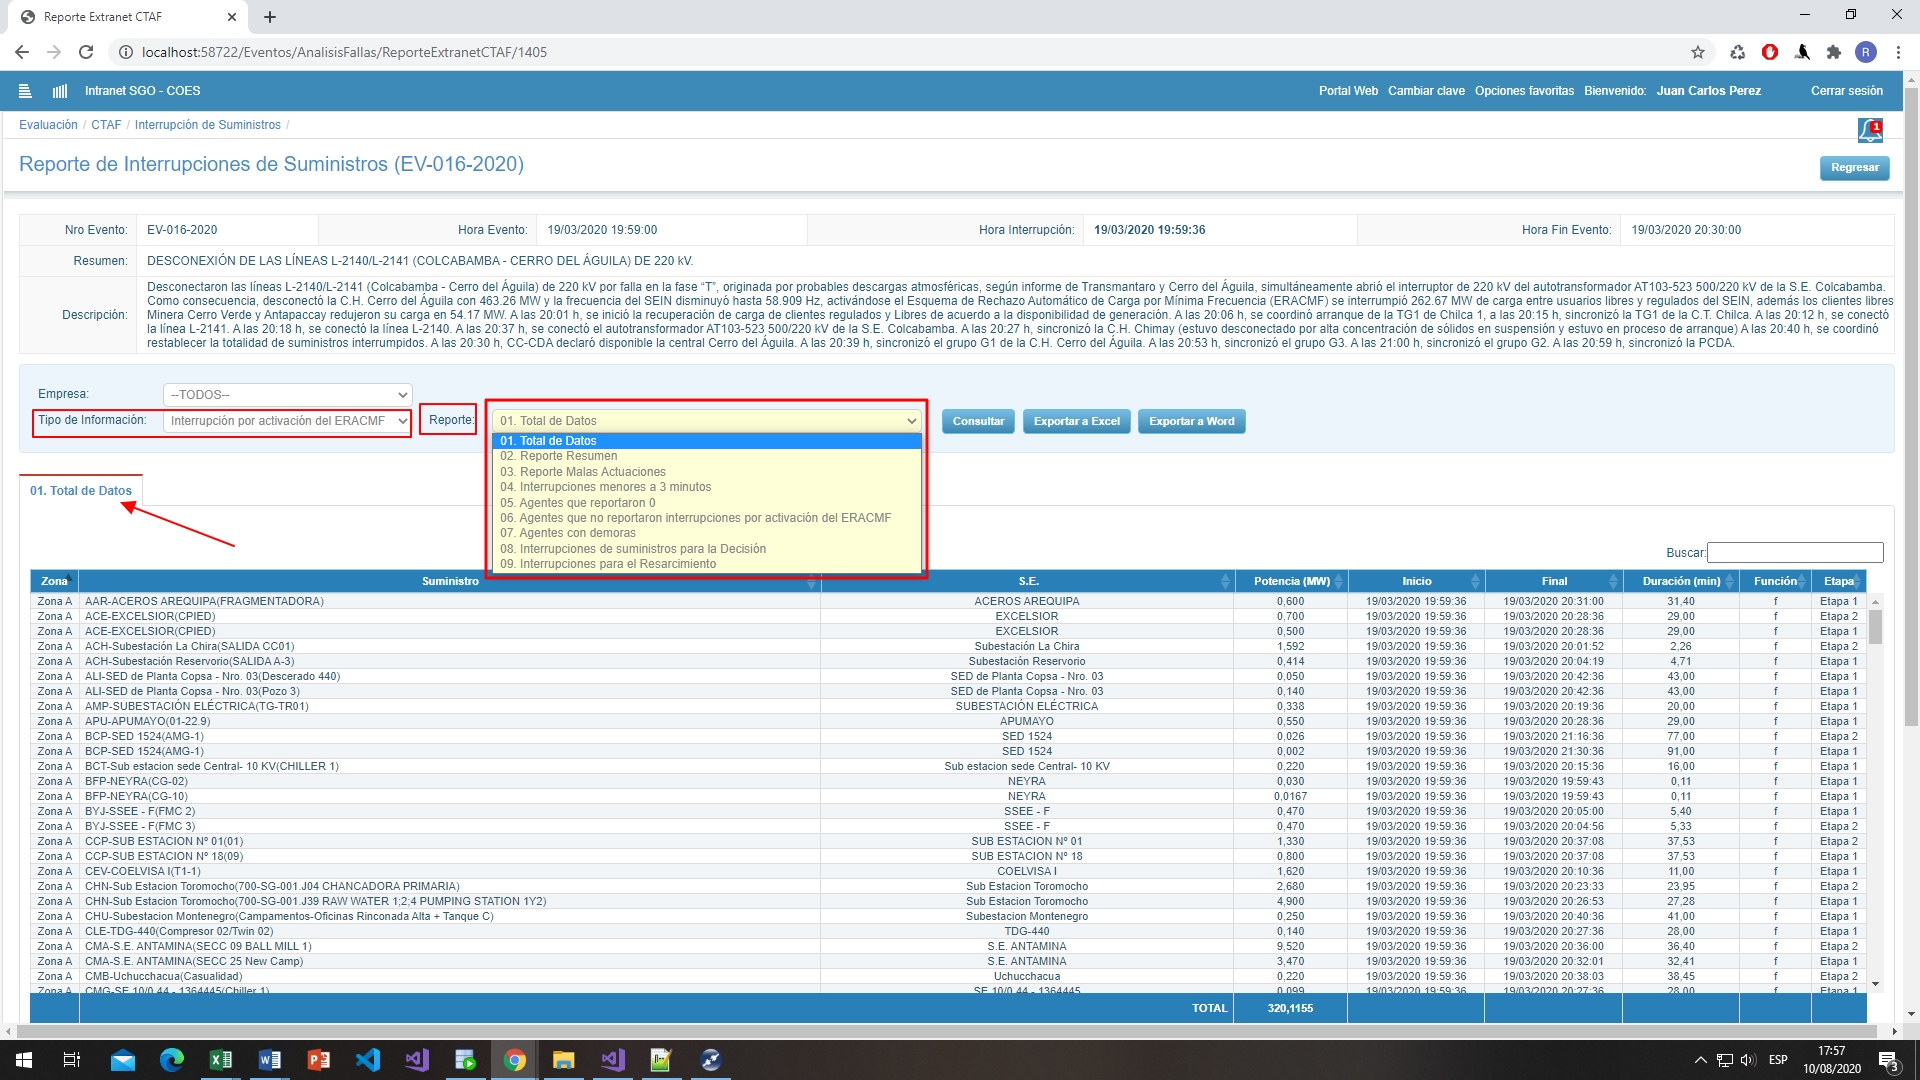 Reporte Extranet CTAF
localhost:58722/Eventos/AnalisisFallas/ReporteExtranetCTAF/1405
R
Intranet SGO - COES
Portal Web Cambiar clave Opciones favoritas Bienvenido: Juan Carlos Perez Cerrar sesión
Evaluación / CTAF / Interrupción de Suministros /
1
Reporte de Interrupciones de Suministros (EV-016-2020)
Regresar
Nro Evento: EV-016-2020 Hora Evento: 19/03/2020 19:59:00 Hora Interrupción: 19/03/2020 19:59:36 Hora Fin Evento: 19/03/2020 20:30:00
Resumen: DESCONEXIÓN DE LAS LÍNEAS L-2140/L-2141 (COLCABAMBA - CERRO DEL ÁGUILA) DE 220 kV.
Descripción:
Desconectaron las líneas L-2140/L-2141 (Colcabamba - Cerro del Águila) de 220 kV por falla en la fase “T”, originada por probables descargas atmosféricas, según informe de Transmantaro y Cerro del Águila, simultáneamente abrió el interruptor de 220 kV del autotransformador AT103-523 500/220 kV de la S.E. Colcabamba.
Como consecuencia, desconectó la C.H. Cerro del Águila con 463.26 MW y la frecuencia del SEIN disminuyó hasta 58.909 Hz, activándose el Esquema de Rechazo Automático de Carga por Mínima Frecuencia (ERACMF) se interrumpió 262.67 MW de carga entre usuarios libres y regulados del SEIN, además los clientes libres
Minera Cerro Verde y Antapaccay redujeron su carga en 54.17 MW. A las 20:01 h, se inició la recuperación de carga de clientes regulados y Libres de acuerdo a la disponibilidad de generación. A las 20:06 h, se coordinó arranque de la TG1 de Chilca 1, a las 20:15 h, sincronizó la TG1 de la C.T. Chilca. A las 20:12 h, se conectó
la línea L-2141. A las 20:18 h, se conectó la línea L-2140. A las 20:37 h, se conectó el autotransformador AT103-523 500/220 kV de la S.E. Colcabamba. A las 20:27 h, sincronizó la C.H. Chimay (estuvo desconectado por alta concentración de sólidos en suspensión y estuvo en proceso de arranque) A las 20:40 h, se coordinó
restablecer la totalidad de suministros interrumpidos. A las 20:30 h, CC-CDA declaró disponible la central Cerro del Águila. A las 20:39 h, sincronizó el grupo G1 de la C.H. Cerro del Águila. A las 20:53 h, sincronizó el grupo G3. A las 21:00 h, sincronizó el grupo G2. A las 20:59 h, sincronizó la PCDA.
Empresa: --TODOS--
Tipo de Información: Interrupción por activación del ERACMF Reporte: 01. Total de Datos Consultar Exportar a Excel Exportar a Word
01. Total de Datos
02. Reporte Resumen
03. Reporte Malas Actuaciones
04. Interrupciones menores a 3 minutos
05. Agentes que reportaron 0
06. Agentes que no reportaron interrupciones por activación del ERACMF
07. Agentes con demoras
08. Interrupciones de suministros para la Decisión
09. Interrupciones para el Resarcimiento
01. Total de Datos
Buscar:
Zona Suministro S.E. Potencia (MW) Inicio Final Duración (min) Función Etapa
Zona A AAR-ACEROS AREQUIPA(FRAGMENTADORA) ACEROS AREQUIPA 0,600 19/03/2020 19:59:36 19/03/2020 20:31:00 31,40 f Etapa 1
Zona A ACE-EXCELSIOR(CPIED) EXCELSIOR 0,700 19/03/2020 19:59:36 19/03/2020 20:28:36 29,00 f Etapa 2
Zona A ACE-EXCELSIOR(CPIED) EXCELSIOR 0,500 19/03/2020 19:59:36 19/03/2020 20:28:36 29,00 f Etapa 1
Zona A ACH-Subestación La Chira(SALIDA CC01) Subestación La Chira 1,592 19/03/2020 19:59:36 19/03/2020 20:01:52 2,26 f Etapa 2
Zona A ACH-Subestación Reservorio(SALIDA A-3) Subestación Reservorio 0,414 19/03/2020 19:59:36 19/03/2020 20:04:19 4,71 f Etapa 1
Zona A ALI-SED de Planta Copsa - Nro. 03(Descerado 440) SED de Planta Copsa - Nro. 03 0,050 19/03/2020 19:59:36 19/03/2020 20:42:36 43,00 f Etapa 1
Zona A ALI-SED de Planta Copsa - Nro. 03(Pozo 3) SED de Planta Copsa - Nro. 03 0,140 19/03/2020 19:59:36 19/03/2020 20:42:36 43,00 f Etapa 1
Zona A AMP-SUBESTACIÓN ELÉCTRICA(TG-TR01) SUBESTACIÓN ELÉCTRICA 0,338 19/03/2020 19:59:36 19/03/2020 20:19:36 20,00 f Etapa 1
Zona A APU-APUMAYO(01-22.9) APUMAYO 0,550 19/03/2020 19:59:36 19/03/2020 20:28:36 29,00 f Etapa 1
Zona A BCP-SED 1524(AMG-1) SED 1524 0,026 19/03/2020 19:59:36 19/03/2020 21:16:36 77,00 f Etapa 2
Zona A BCP-SED 1524(AMG-1) SED 1524 0,002 19/03/2020 19:59:36 19/03/2020 21:30:36 91,00 f Etapa 1
Zona A BCT-Sub estacion sede Central- 10 KV(CHILLER 1) Sub estacion sede Central- 10 KV 0,220 19/03/2020 19:59:36 19/03/2020 20:15:36 16,00 f Etapa 1
Zona A BFP-NEYRA(CG-02) NEYRA 0,030 19/03/2020 19:59:36 19/03/2020 19:59:43 0,11 f Etapa 1
Zona A BFP-NEYRA(CG-10) NEYRA 0,0167 19/03/2020 19:59:36 19/03/2020 19:59:43 0,11 f Etapa 1
Zona A BYJ-SSEE - F(FMC 2) SSEE - F 0,470 19/03/2020 19:59:36 19/03/2020 20:05:00 5,40 f Etapa 1
Zona A BYJ-SSEE - F(FMC 3) SSEE - F 0,470 19/03/2020 19:59:36 19/03/2020 20:04:56 5,33 f Etapa 2
Zona A CCP-SUB ESTACION Nº 01(01) SUB ESTACION Nº 01 1,330 19/03/2020 19:59:36 19/03/2020 20:37:08 37,53 f Etapa 2
Zona A CCP-SUB ESTACION Nº 18(09) SUB ESTACION Nº 18 0,800 19/03/2020 19:59:36 19/03/2020 20:37:08 37,53 f Etapa 1
Zona A CEV-COELVISA I(T1-1) COELVISA I 1,620 19/03/2020 19:59:36 19/03/2020 20:10:36 11,00 f Etapa 1
Zona A CHN-Sub Estacion Toromocho(700-SG-001.J04 CHANCADORA PRIMARIA) Sub Estacion Toromocho 2,680 19/03/2020 19:59:36 19/03/2020 20:23:33 23,95 f Etapa 2
Zona A CHN-Sub Estacion Toromocho(700-SG-001.J39 RAW WATER 1;2;4 PUMPING STATION 1Y2) Sub Estacion Toromocho 4,900 19/03/2020 19:59:36 19/03/2020 20:26:53 27,28 f Etapa 1
Zona A CHU-Subestacion Montenegro(Campamentos-Oficinas Rinconada Alta + Tanque C) Subestacion Montenegro 0,250 19/03/2020 19:59:36 19/03/2020 20:40:36 41,00 f Etapa 1
Zona A CLE-TDG-440(Compresor 02/Twin 02) TDG-440 0,140 19/03/2020 19:59:36 19/03/2020 20:27:36 28,00 f Etapa 1
Zona A CMA-S.E. ANTAMINA(SECC 09 BALL MILL 1) S.E. ANTAMINA 9,520 19/03/2020 19:59:36 19/03/2020 20:36:00 36,40 f Etapa 2
Zona A CMA-S.E. ANTAMINA(SECC 25 New Camp) S.E. ANTAMINA 3,470 19/03/2020 19:59:36 19/03/2020 20:32:01 32,41 f Etapa 1
Zona A CMB-Uchucchacua(Casualidad) Uchucchacua 0,220 19/03/2020 19:59:36 19/03/2020 20:38:03 38,45 f Etapa 2
Zona A CMG-SE 10/0.44 - 1364445(Chiller 1) SE 10/0.44 - 1364445 0,099 19/03/2020 19:59:36 19/03/2020 20:27:36 28,00 f Etapa 1
TOTAL 320,1155
ESP
17:57
10/08/2020
3